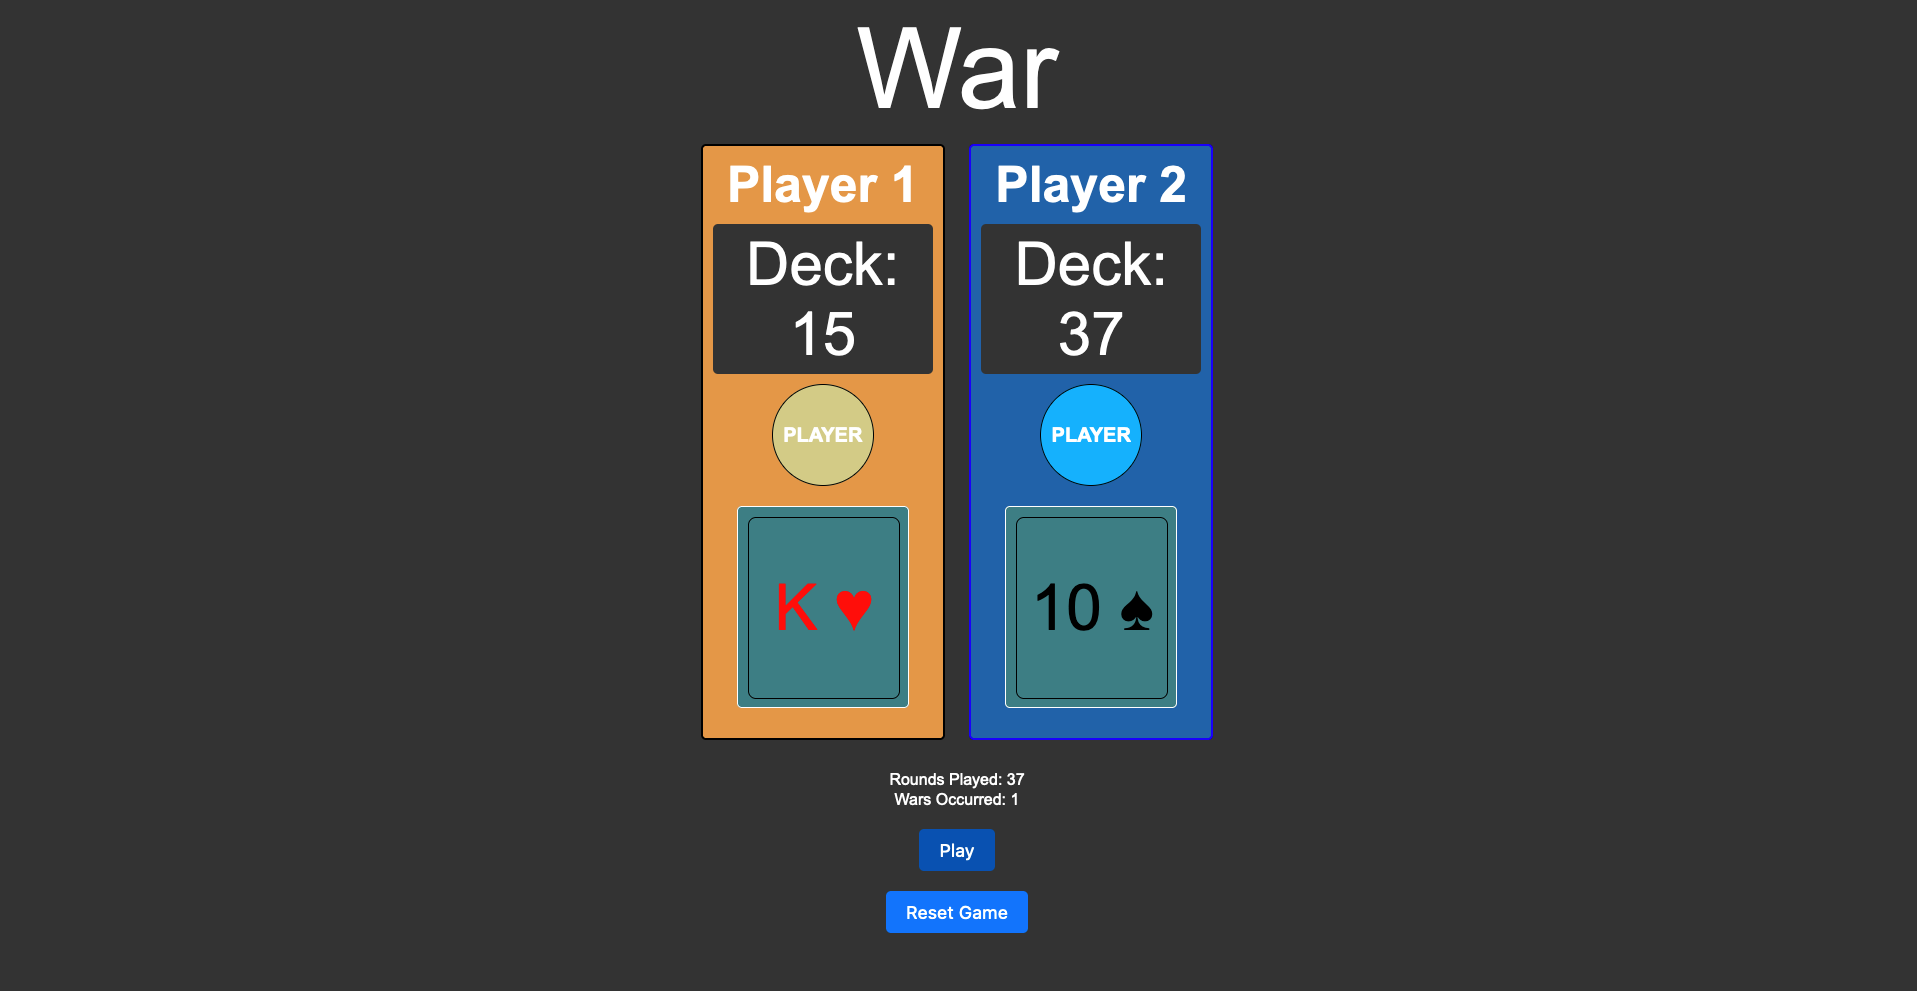 War
Player 1
Deck:
15
PLAYER
K ♥
Player 2
Deck:
37
PLAYER
10 ♠
Rounds Played: 37
Wars Occurred: 1
Play
Reset Game